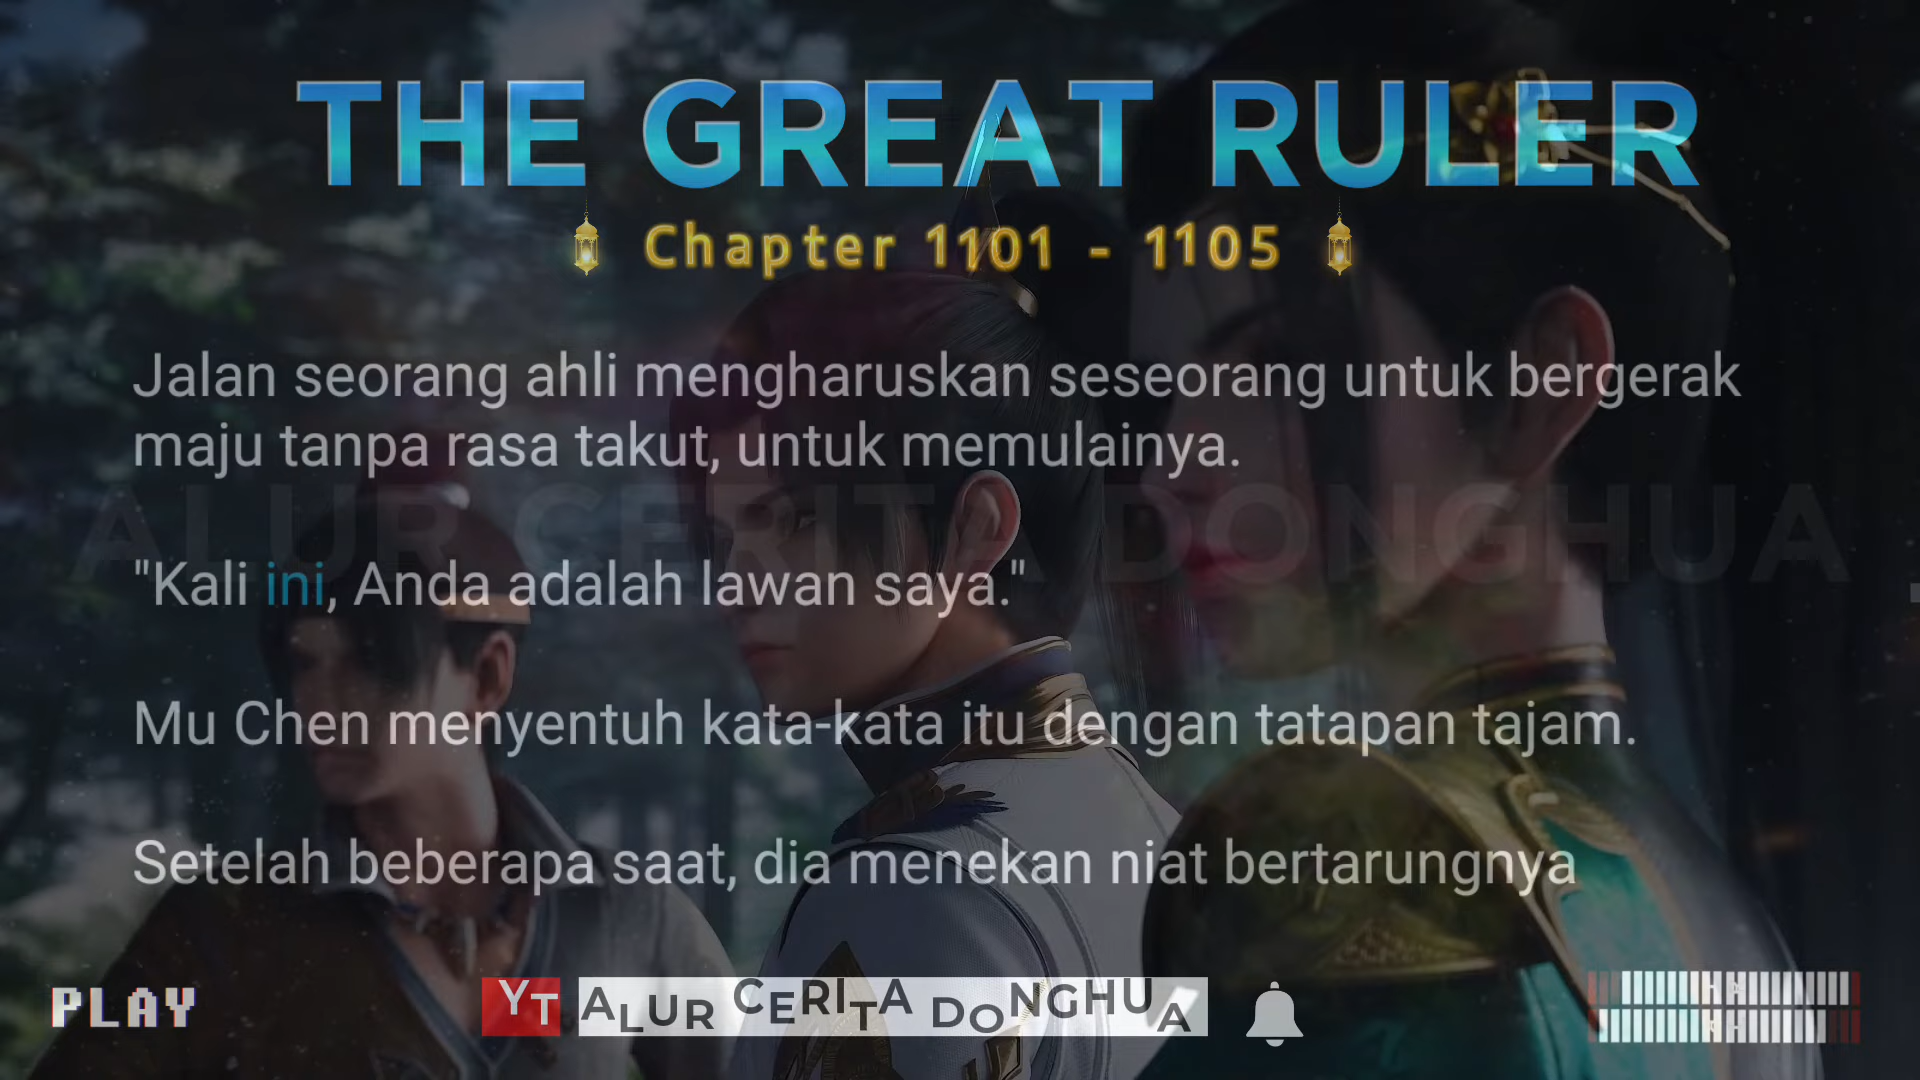 THE GREAT RULER
Chapter 1101 - 1105
Jalan seorang ahli mengharuskan seseorang untuk bergerak
maju tanpa rasa takut, untuk memulainya.
ALUR CERITA DONGHUA
"Kali ini, Anda adalah lawan saya."
Mu Chen menyentuh kata-kata itu dengan tatapan tajam.
Setelah beberapa saat, dia menekan niat bertarungnya
PLAY
YT ALUR CERITA DONGHUA